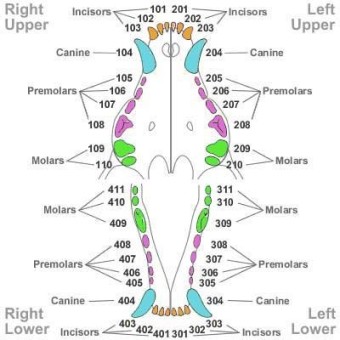 Right Upper
Left Upper
Incisors 101 201 Incisors
102 202
103 203
Canine 104 204 Canine
105 205
Premolars 106 206 Premolars
107 207
108 208
109 209
Molars 110 210 Molars
411 311
Molars 410 310 Molars
409 309
408 308
Premolars 407 307 Premolars
406 306
405 305
Canine 404 304 Canine
403 303
Incisors 402 401 301 302 Incisors
Right Lower
Left Lower